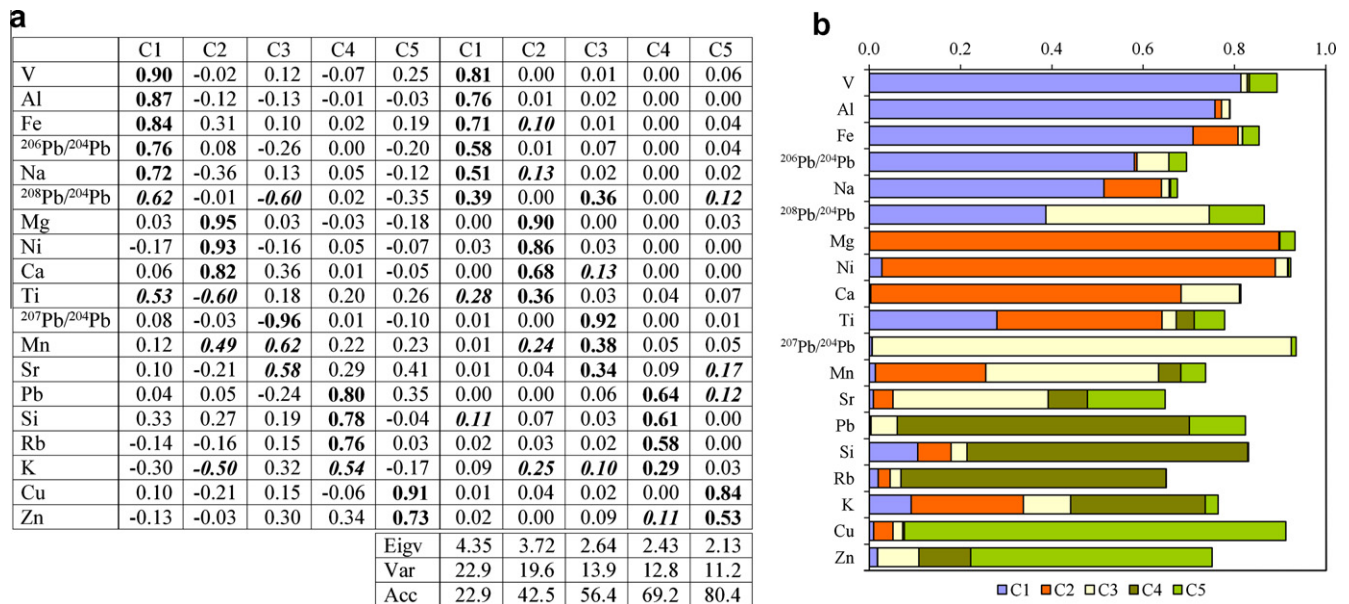 a
C1 C2 C3 C4 C5 C1 C2 C3 C4 C5
V 0.90 -0.02 0.12 -0.07 0.25 0.81 0.00 0.01 0.00 0.06
Al 0.87 -0.12 -0.13 -0.01 -0.03 0.76 0.01 0.02 0.00 0.00
Fe 0.84 0.31 0.10 0.02 0.19 0.71 0.10 0.01 0.00 0.04
²⁰⁶Pb/²⁰⁴Pb 0.76 0.08 -0.26 0.00 -0.20 0.58 0.01 0.07 0.00 0.04
Na 0.72 -0.36 0.13 0.05 -0.12 0.51 0.13 0.02 0.00 0.02
²⁰⁸Pb/²⁰⁴Pb 0.62 -0.01 -0.60 0.02 -0.35 0.39 0.00 0.36 0.00 0.12
Mg 0.03 0.95 0.03 -0.03 -0.18 0.00 0.90 0.00 0.00 0.03
Ni -0.17 0.93 -0.16 0.05 -0.07 0.03 0.86 0.03 0.00 0.00
Ca 0.06 0.82 0.36 0.01 -0.05 0.00 0.68 0.13 0.00 0.00
Ti 0.53 -0.60 0.18 0.20 0.26 0.28 0.36 0.03 0.04 0.07
²⁰⁷Pb/²⁰⁴Pb 0.08 -0.03 -0.96 0.01 -0.10 0.01 0.00 0.92 0.00 0.01
Mn 0.12 0.49 0.62 0.22 0.23 0.01 0.24 0.38 0.05 0.05
Sr 0.10 -0.21 0.58 0.29 0.41 0.01 0.04 0.34 0.09 0.17
Pb 0.04 0.05 -0.24 0.80 0.35 0.00 0.00 0.06 0.64 0.12
Si 0.33 0.27 0.19 0.78 -0.04 0.11 0.07 0.03 0.61 0.00
Rb -0.14 -0.16 0.15 0.76 0.03 0.02 0.03 0.02 0.58 0.00
K -0.30 -0.50 0.32 0.54 -0.17 0.09 0.25 0.10 0.29 0.03
Cu 0.10 -0.21 0.15 -0.06 0.91 0.01 0.04 0.02 0.00 0.84
Zn -0.13 -0.03 0.30 0.34 0.73 0.02 0.00 0.09 0.11 0.53
Eigv 4.35 3.72 2.64 2.43 2.13
Var 22.9 19.6 13.9 12.8 11.2
Acc 22.9 42.5 56.4 69.2 80.4
b
0.0 0.2 0.4 0.6 0.8 1.0
V
Al
Fe
²⁰⁶Pb/²⁰⁴Pb
Na
²⁰⁸Pb/²⁰⁴Pb
Mg
Ni
Ca
Ti
²⁰⁷Pb/²⁰⁴Pb
Mn
Sr
Pb
Si
Rb
K
Cu
Zn
C1 C2 C3 C4 C5